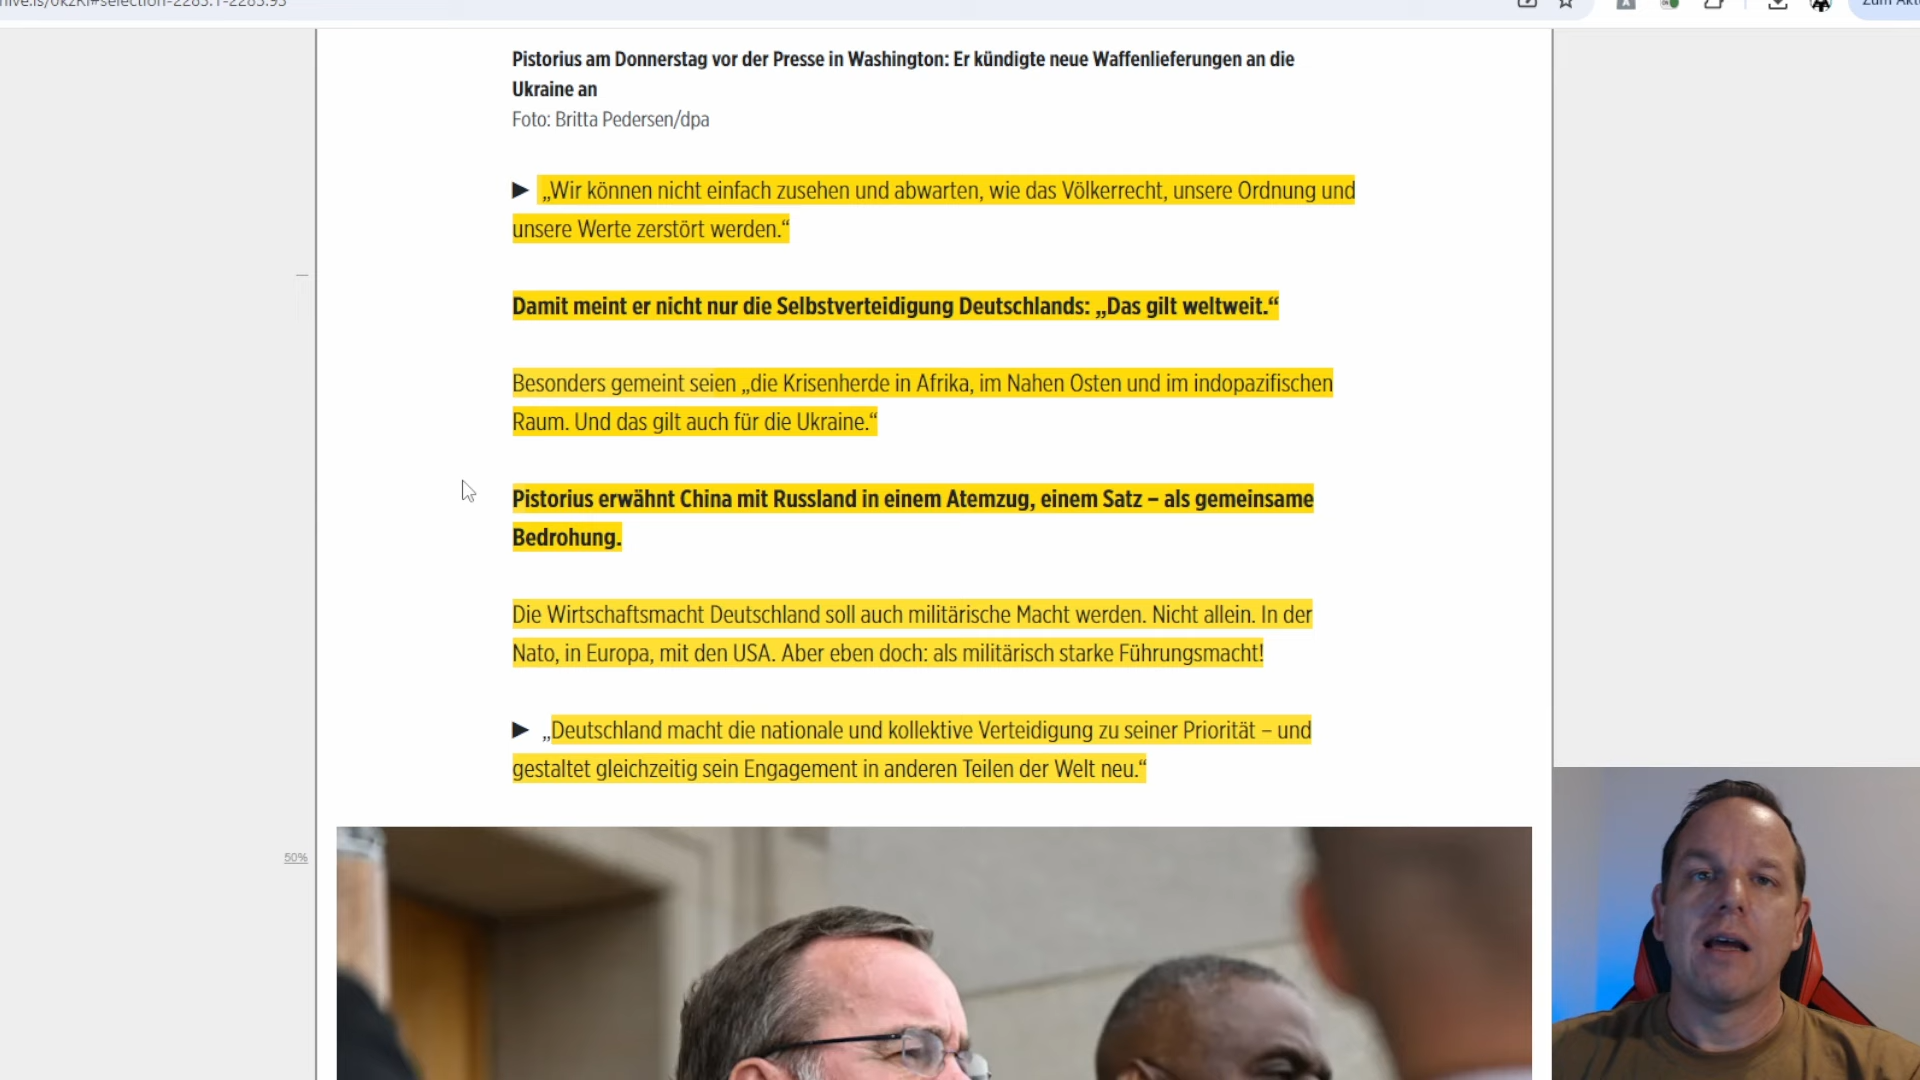 Pistorius am Donnerstag vor der Presse in Washington: Er kündigte neue Waffenlieferungen an die
Ukraine an
Foto: Britta Pedersen/dpa
► „Wir können nicht einfach zusehen und abwarten, wie das Völkerrecht, unsere Ordnung und
unsere Werte zerstört werden.“
Damit meint er nicht nur die Selbstverteidigung Deutschlands: „Das gilt weltweit.“
Besonders gemeint seien „die Krisenherde in Afrika, im Nahen Osten und im indopazifischen
Raum. Und das gilt auch für die Ukraine.“
Pistorius erwähnt China mit Russland in einem Atemzug, einem Satz – als gemeinsame
Bedrohung.
Die Wirtschaftsmacht Deutschland soll auch militärische Macht werden. Nicht allein. In der
Nato, in Europa, mit den USA. Aber eben doch: als militärisch starke Führungsmacht!
► „Deutschland macht die nationale und kollektive Verteidigung zu seiner Priorität – und
gestaltet gleichzeitig sein Engagement in anderen Teilen der Welt neu.“
50%